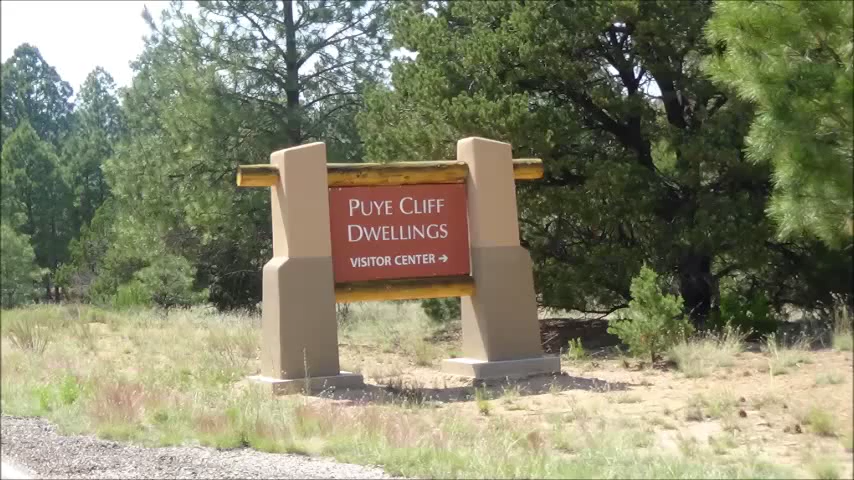 PUYE CLIFF
DWELLINGS
VISITOR CENTER →